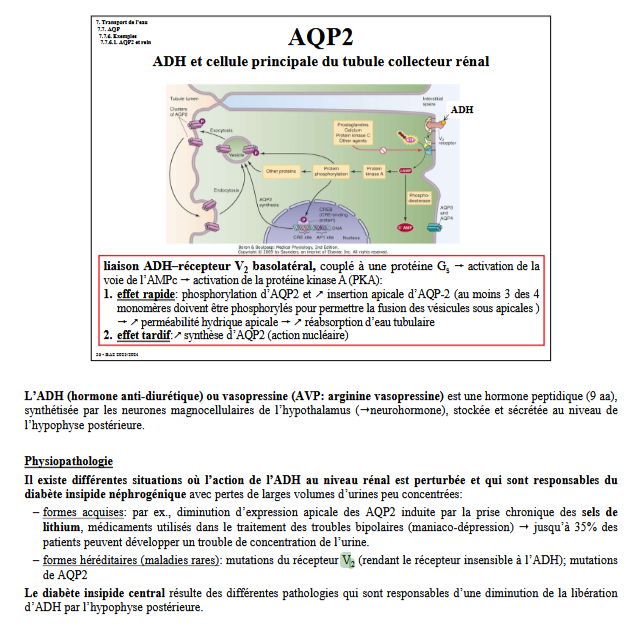 7. Transport de l'eau
7.7. AQP
7.7.6. Exemples
7.7.6.1. AQP2 et rein
AQP2
ADH et cellule principale du tubule collecteur rénal
Tubule lumen
Clusters
of AQP2
Exocytosis
Vesicle
Endocytosis
AQP2
synthesis
Other proteins
Protein
phosphorylation
Protein
kinase A
Prostaglandins
Calcium
Protein kinase C
Other agents
Interstitial
space
ADH
V2
receptor
ATP
cAMP
Phospho-
diesterase
5' AMP
AQP3
and
AQP4
CREB
(CRE-binding
protein)
DNA
CRE site
AP1 site
Nucleus
Boron & Boulpaep: Medical Physiology, 2nd Edition.
Copyright © 2009 by Saunders, an imprint of Elsevier, Inc. All rights reserved.
liaison ADH–récepteur V2 basolatéral, couplé à une protéine Gs → activation de la
voie de l'AMPc → activation de la protéine kinase A (PKA):
1. effet rapide: phosphorylation d'AQP2 et ↗ insertion apicale d'AQP-2 (au moins 3 des 4
monomères doivent être phosphorylés pour permettre la fusion des vésicules sous apicales )
→ ↗ perméabilité hydrique apicale → ↗ réabsorption d'eau tubulaire
2. effet tardif: ↗ synthèse d'AQP2 (action nucléaire)
L'ADH (hormone anti-diurétique) ou vasopressine (AVP: arginine vasopressine) est une hormone peptidique (9 aa),
synthétisée par les neurones magnocellulaires de l'hypothalamus (→neurohormone), stockée et sécrétée au niveau de
l'hypophyse postérieure.
Physiopathologie
Il existe différentes situations où l'action de l'ADH au niveau rénal est perturbée et qui sont responsables du
diabète insipide néphrogénique avec pertes de larges volumes d'urines peu concentrées:
– formes acquises: par ex., diminution d'expression apicale des AQP2 induite par la prise chronique des sels de
lithium, médicaments utilisés dans le traitement des troubles bipolaires (maniaco-dépression) → jusqu'à 35% des
patients peuvent développer un trouble de concentration de l'urine.
– formes héréditaires (maladies rares): mutations du récepteur V2 (rendant le récepteur insensible à l'ADH); mutations
de AQP2
Le diabète insipide central résulte des différentes pathologies qui sont responsables d'une diminution de la libération
d'ADH par l'hypophyse postérieure.